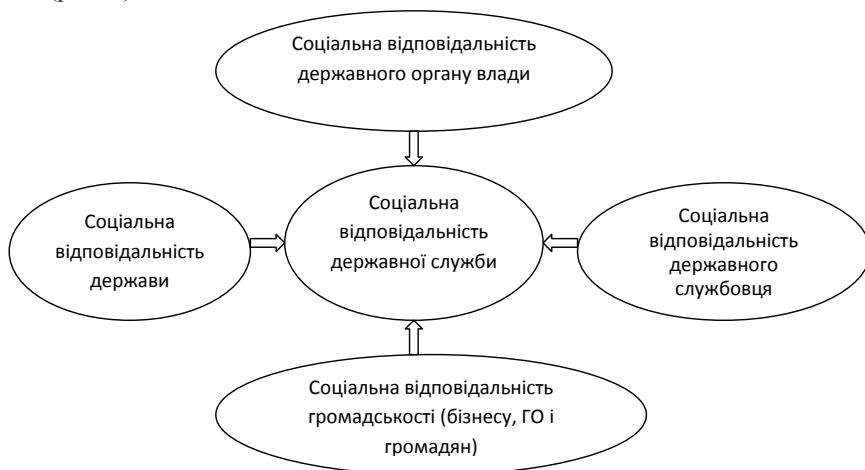 Соціальна відповідальність
державного органу влади
Соціальна
відповідальність
держави
Соціальна
відповідальність
державної служби
Соціальна
відповідальність
державного
службовця
Соціальна відповідальність
громадськості (бізнесу, ГО і
громадян)